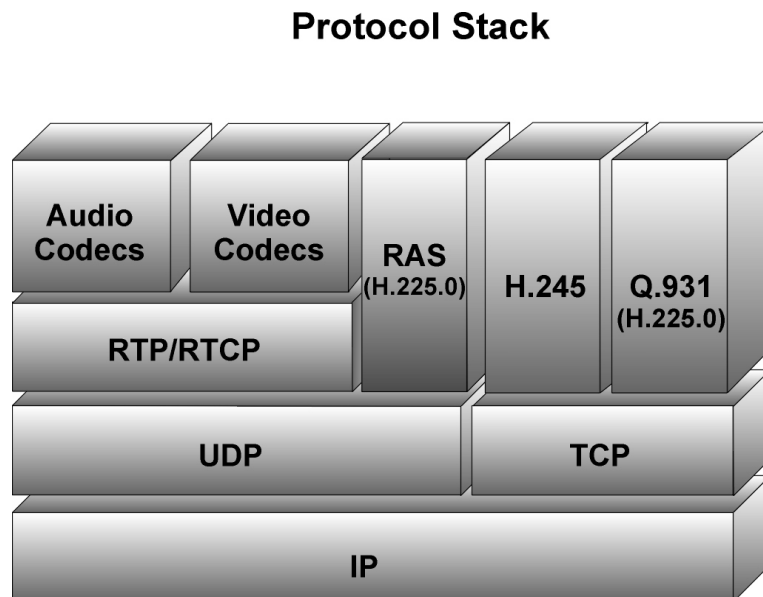 Protocol Stack
Audio
Codecs
Video
Codecs
RAS
(H.225.0)
H.245
Q.931
(H.225.0)
RTP/RTCP
UDP
TCP
IP